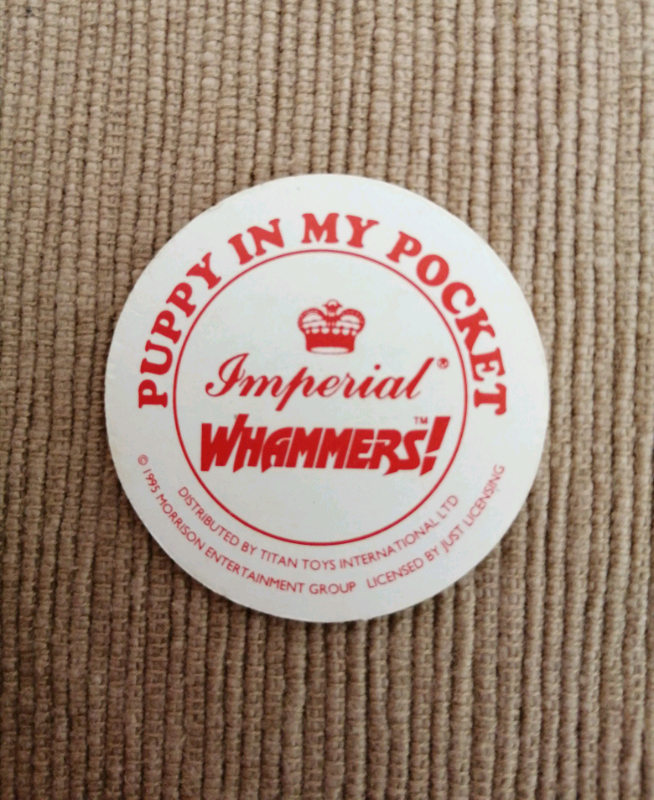 PUPPY IN MY POCKET
Imperial®
WHAMMERS!™
DISTRIBUTED BY TITAN TOYS INTERNATIONAL LTD
© 1995 MORRISON ENTERTAINMENT GROUP LICENSED BY JUST LICENSING